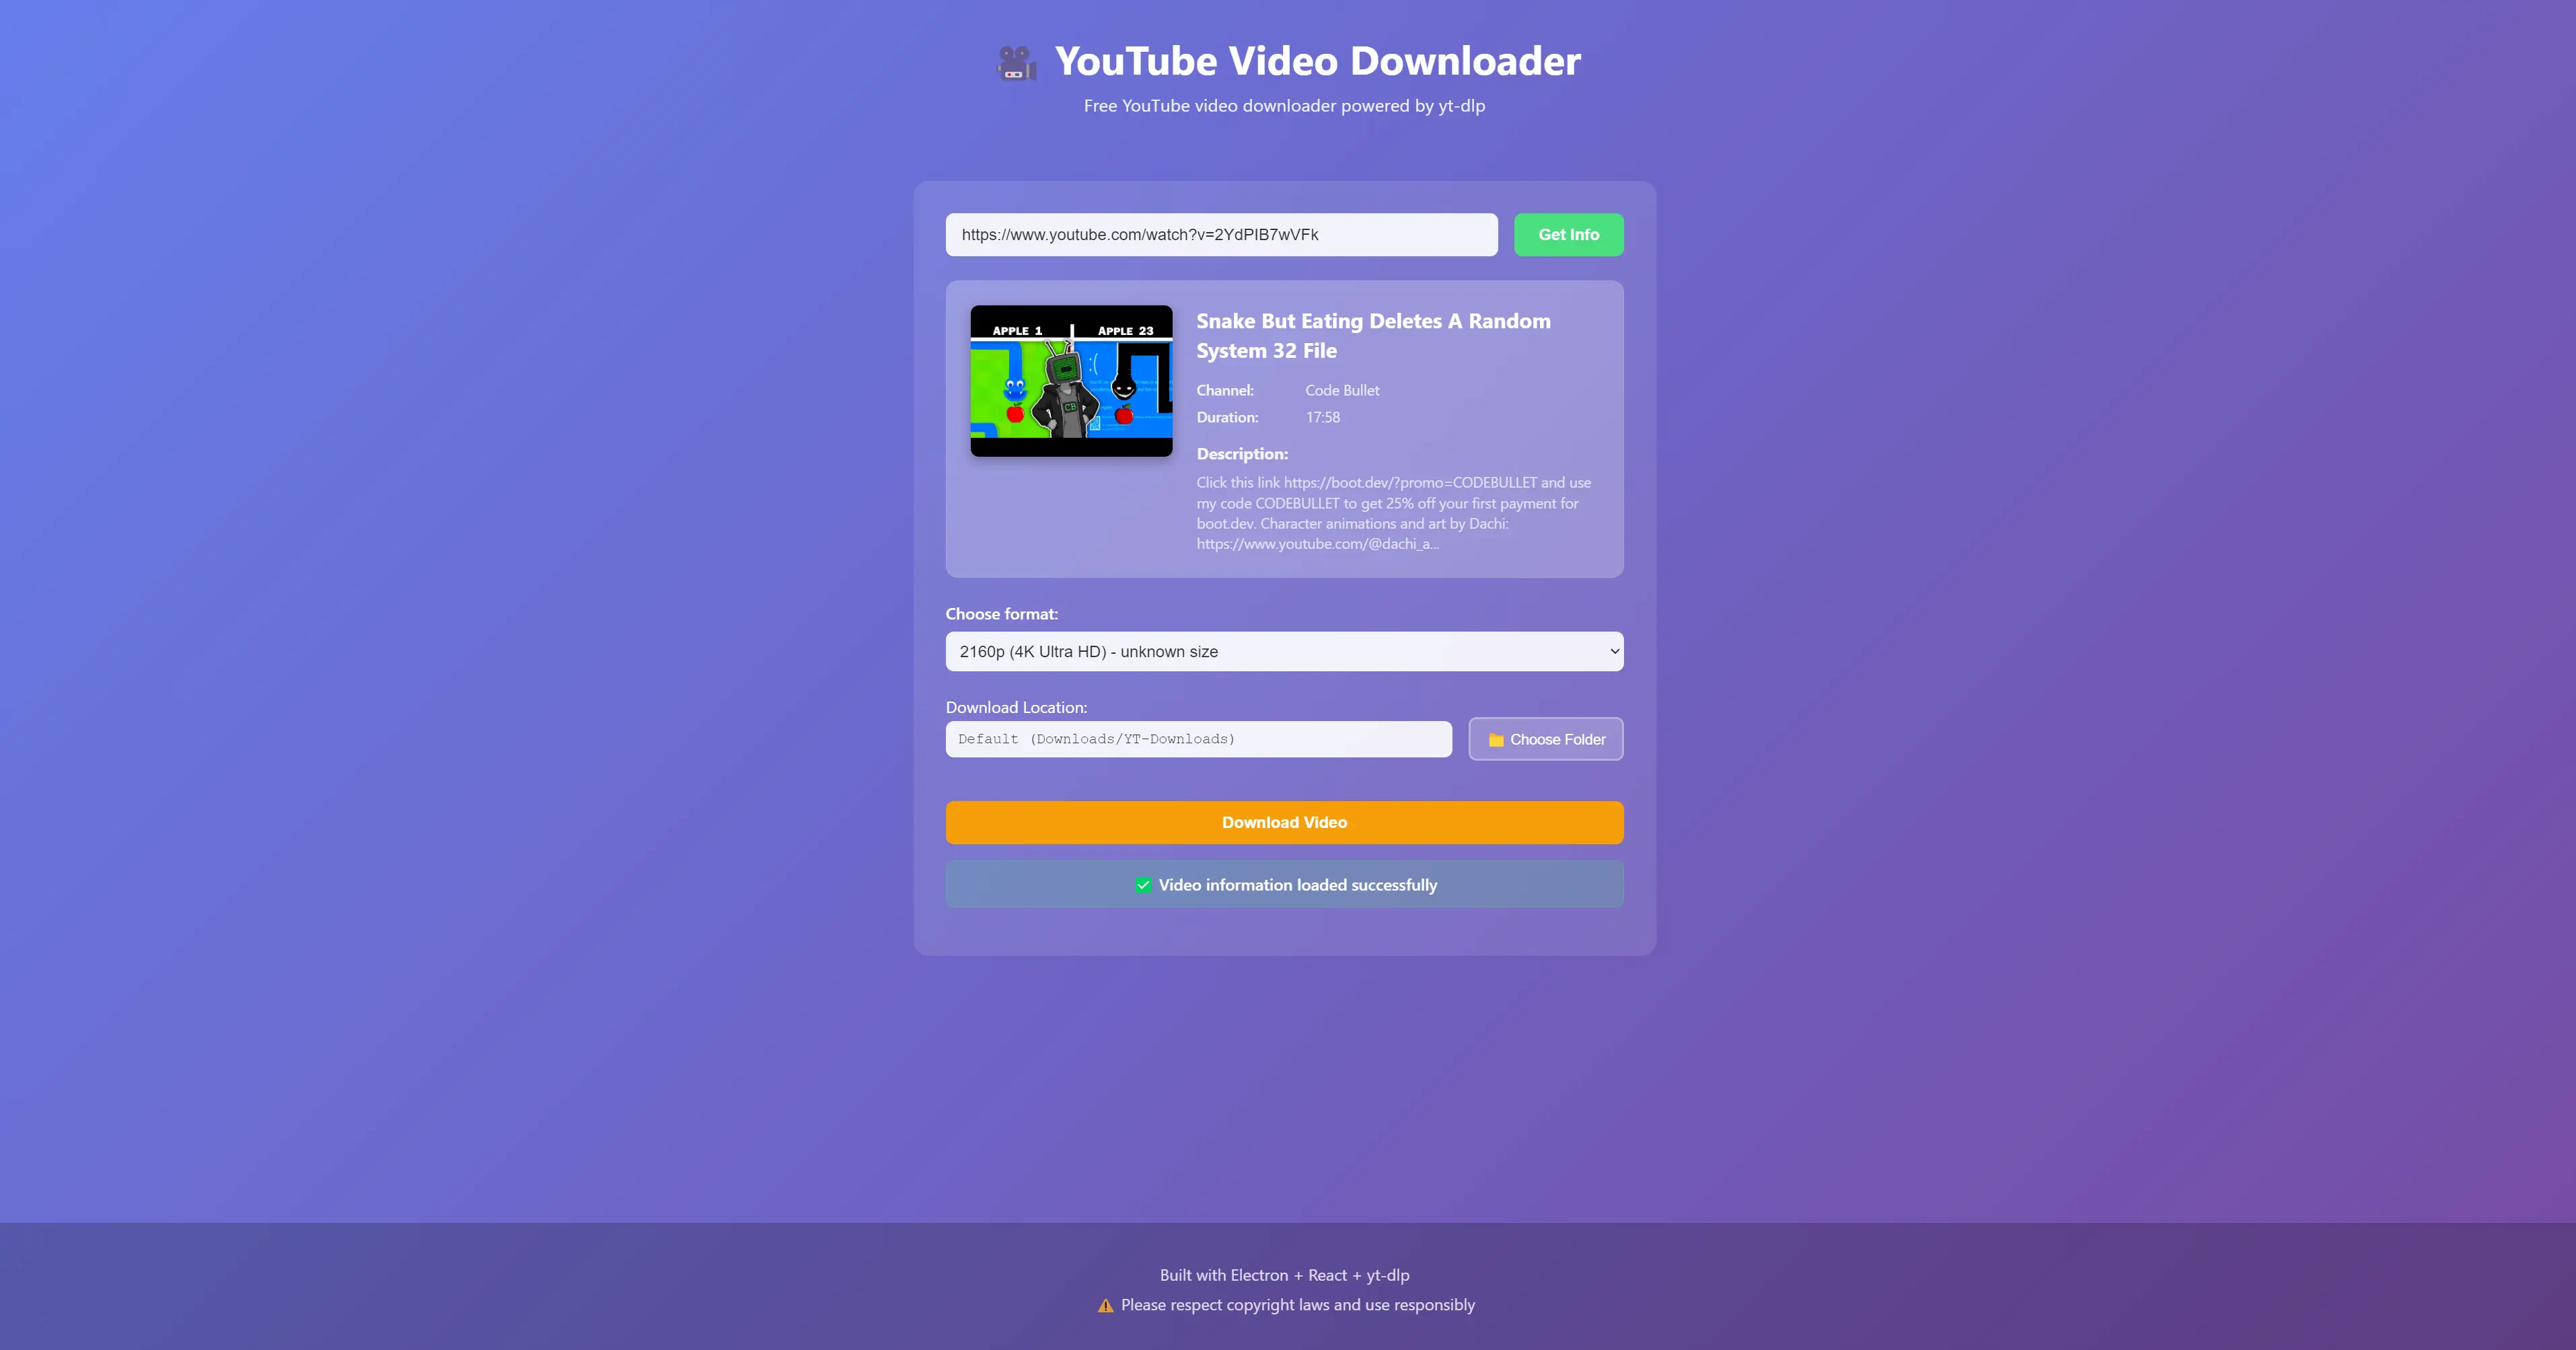 YouTube Video Downloader
Free YouTube video downloader powered by yt-dlp
https://www.youtube.com/watch?v=2YdPIB7wVFk
Get Info
APPLE 1
APPLE 23
:(
CB
Snake But Eating Deletes A Random
System 32 File
Channel: Code Bullet
Duration: 17:58
Description:
Click this link https://boot.dev/?promo=CODEBULLET and use
my code CODEBULLET to get 25% off your first payment for
boot.dev. Character animations and art by Dachi:
https://www.youtube.com/@dachi_a...
Choose format:
2160p (4K Ultra HD) - unknown size
Download Location:
Default (Downloads/YT-Downloads)
Choose Folder
Download Video
Video information loaded successfully
Built with Electron + React + yt-dlp
Please respect copyright laws and use responsibly